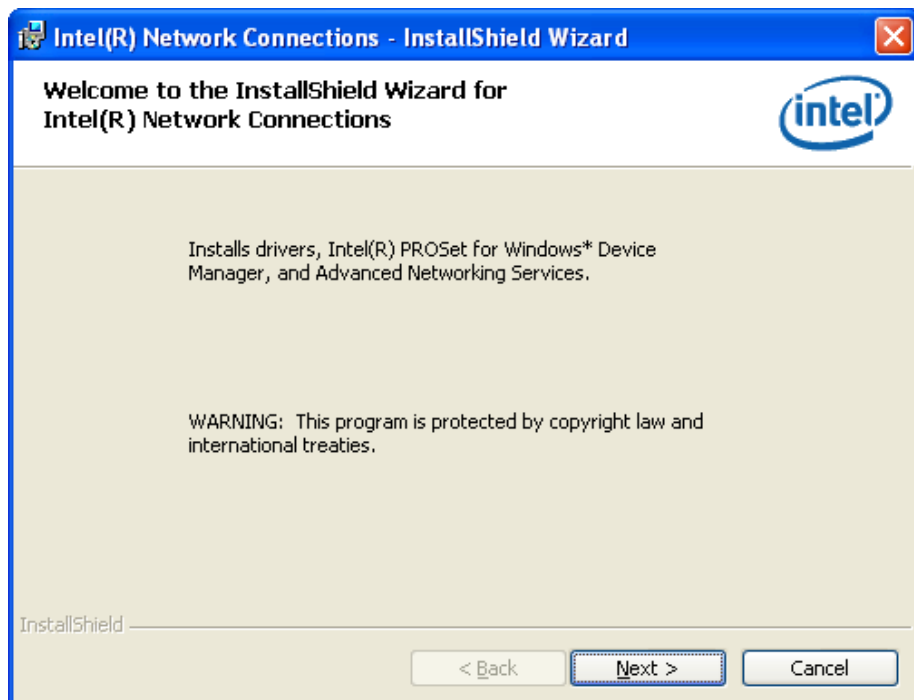 Intel(R) Network Connections - InstallShield Wizard
Welcome to the InstallShield Wizard for
Intel(R) Network Connections
intel
Installs drivers, Intel(R) PROSet for Windows* Device
Manager, and Advanced Networking Services.
WARNING: This program is protected by copyright law and
international treaties.
InstallShield
< Back
Next >
Cancel